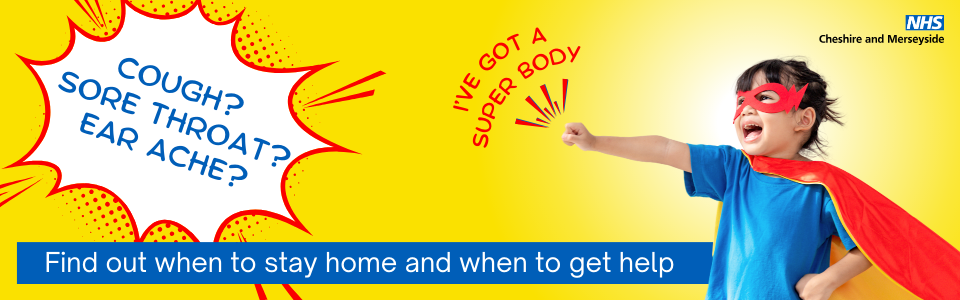 COUGH?
SORE THROAT?
EAR ACHE?
I'VE GOT A
SUPER BODY
NHS
Cheshire and Merseyside
Find out when to stay home and when to get help